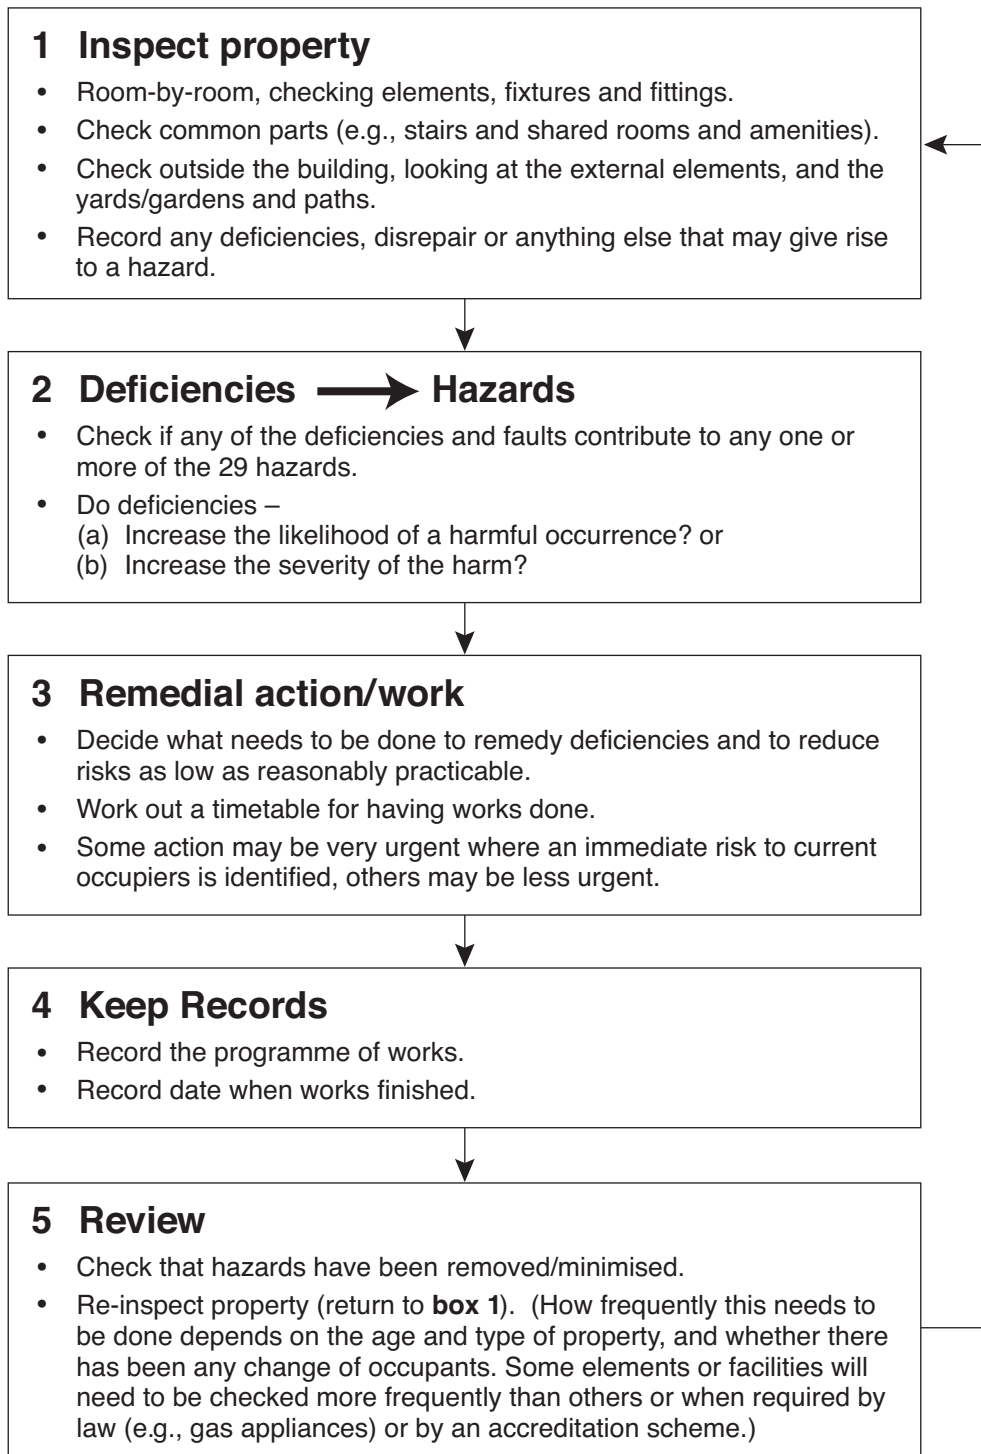 1 Inspect property
• Room-by-room, checking elements, fixtures and fittings.
• Check common parts (e.g., stairs and shared rooms and amenities).
• Check outside the building, looking at the external elements, and the
yards/gardens and paths.
• Record any deficiencies, disrepair or anything else that may give rise
to a hazard.
2 Deficiencies → Hazards
• Check if any of the deficiencies and faults contribute to any one or
more of the 29 hazards.
• Do deficiencies –
(a) Increase the likelihood of a harmful occurrence? or
(b) Increase the severity of the harm?
3 Remedial action/work
• Decide what needs to be done to remedy deficiencies and to reduce
risks as low as reasonably practicable.
• Work out a timetable for having works done.
• Some action may be very urgent where an immediate risk to current
occupiers is identified, others may be less urgent.
4 Keep Records
• Record the programme of works.
• Record date when works finished.
5 Review
• Check that hazards have been removed/minimised.
• Re-inspect property (return to box 1). (How frequently this needs to
be done depends on the age and type of property, and whether there
has been any change of occupants. Some elements or facilities will
need to be checked more frequently than others or when required by
law (e.g., gas appliances) or by an accreditation scheme.)